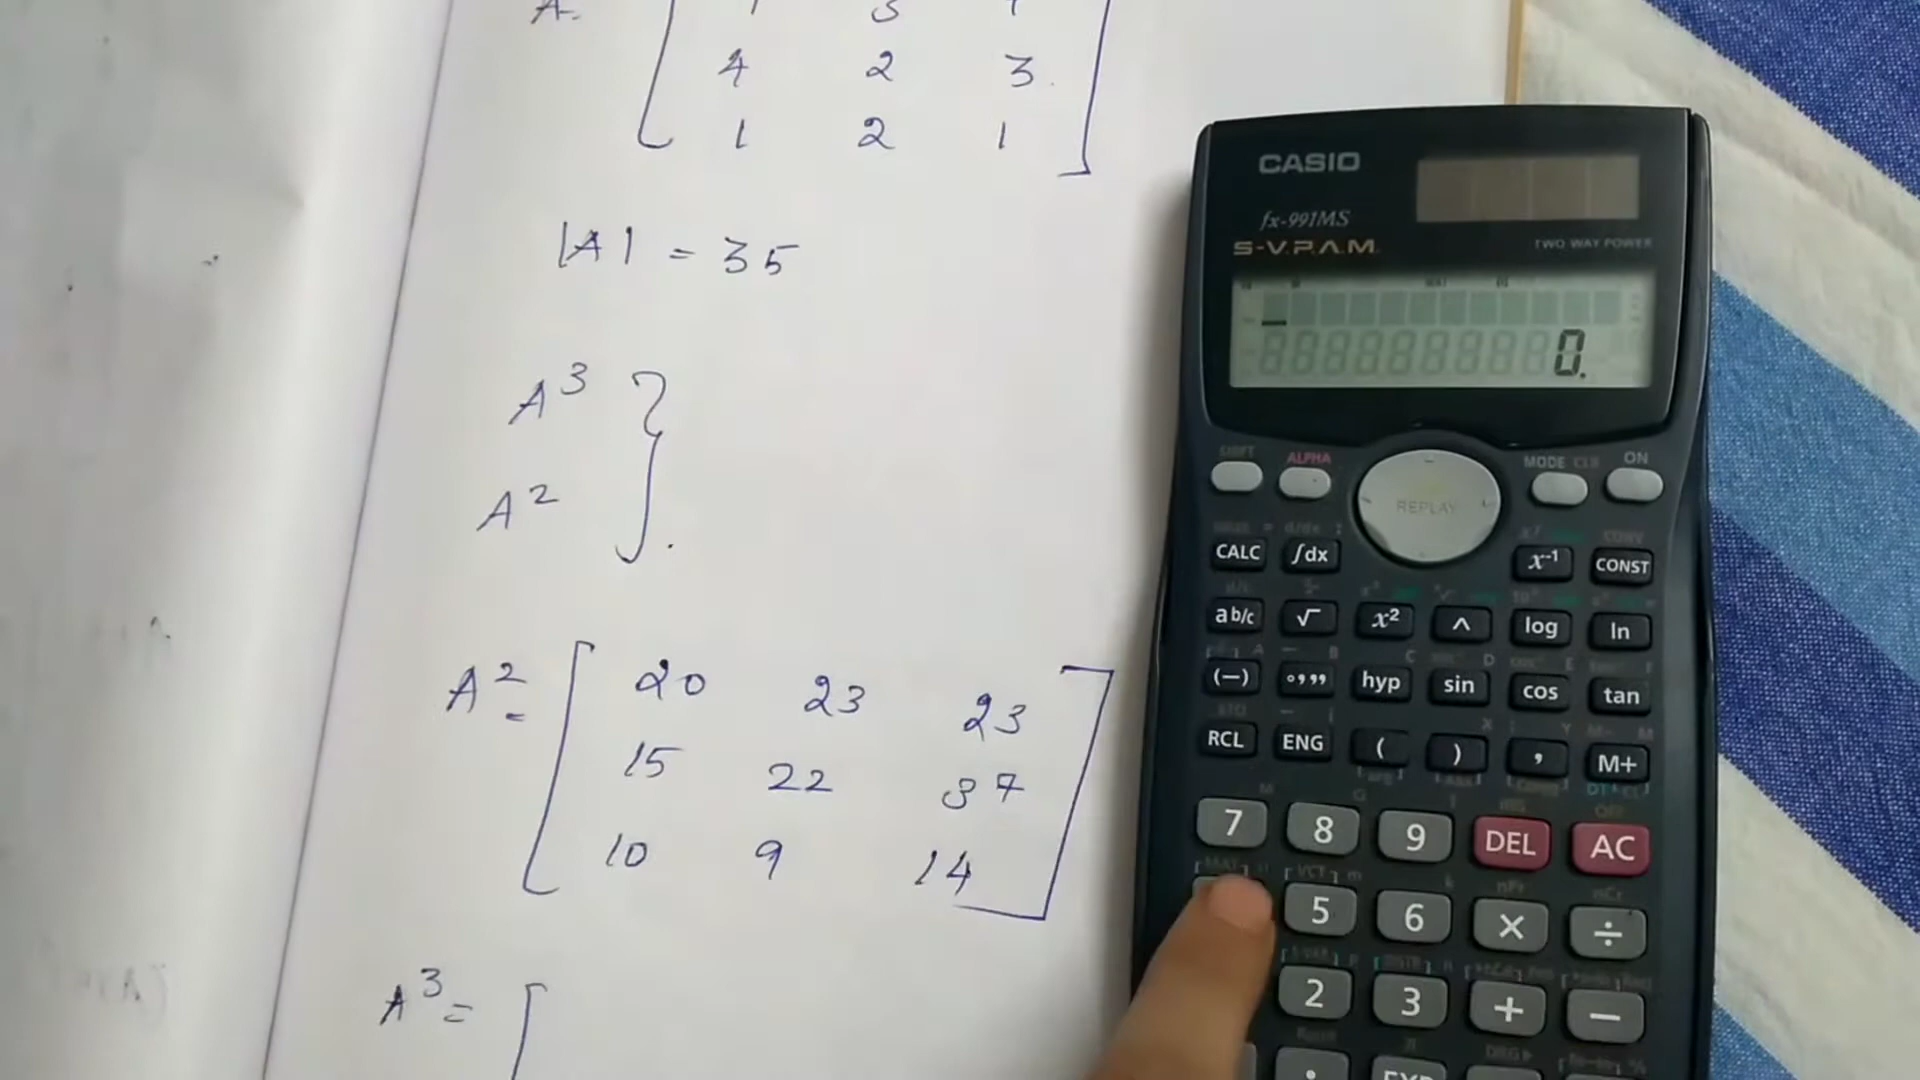 A=
4 2 3
1 2 1
|A| = 35
A3
A2
A2= 20 23 23
15 22 37
10 9 14
A3=
CASIO
fx-991MS
S-V.P.A.M.
TWO WAY POWER
0.
SHIFT ALPHA MODE CLR ON
REPLAY
CALC ∫dx x-1 CONST
ab/c √ x2 ^ log ln
(−) °,,, hyp sin cos tan
RCL ENG ( ) , M+
7 8 9 DEL AC
5 6 × ÷
2 3 + −